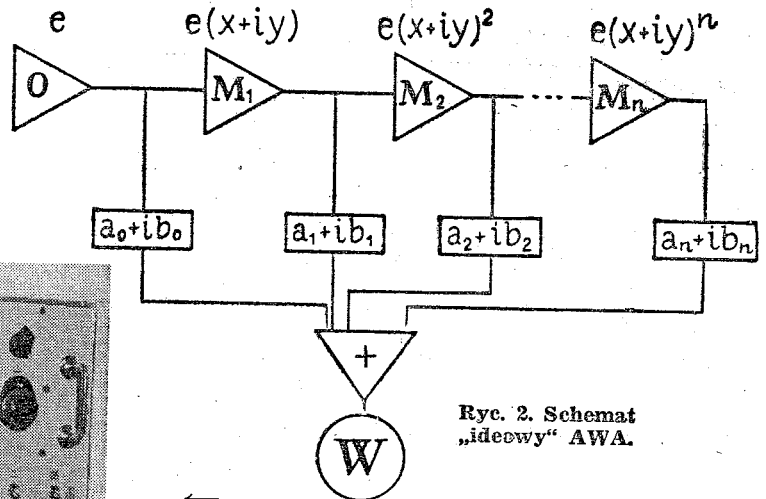 e e(x+iy) e(x+iy)² e(x+iy)ⁿ
O M₁ M₂ Mₙ
a₀+ib₀ a₁+ib₁ a₂+ib₂ aₙ+ibₙ
+
W
Ryc. 2. Schemat
„ideowy“ AWA.